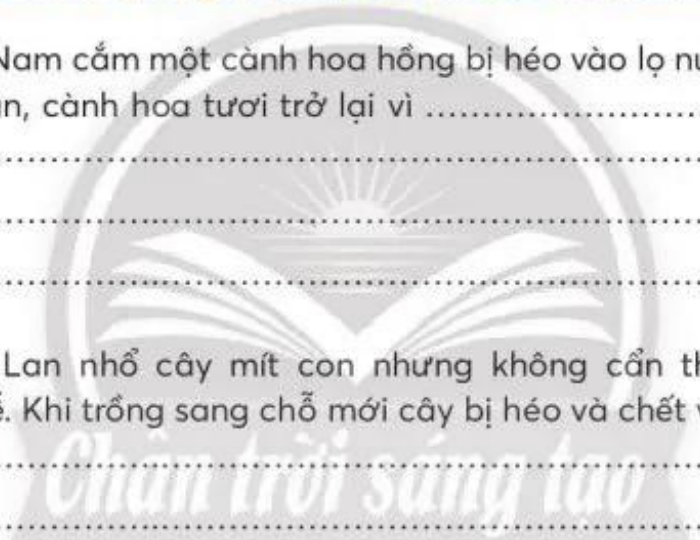 Nam cắm một cành hoa hồng bị héo vào lọ
cành hoa tươi trở lại vì ........................
Lan nhổ cây mít con nhưng không cẩn
Khi trồng sang chỗ mới cây bị héo và chết
Chân trời sáng tạo